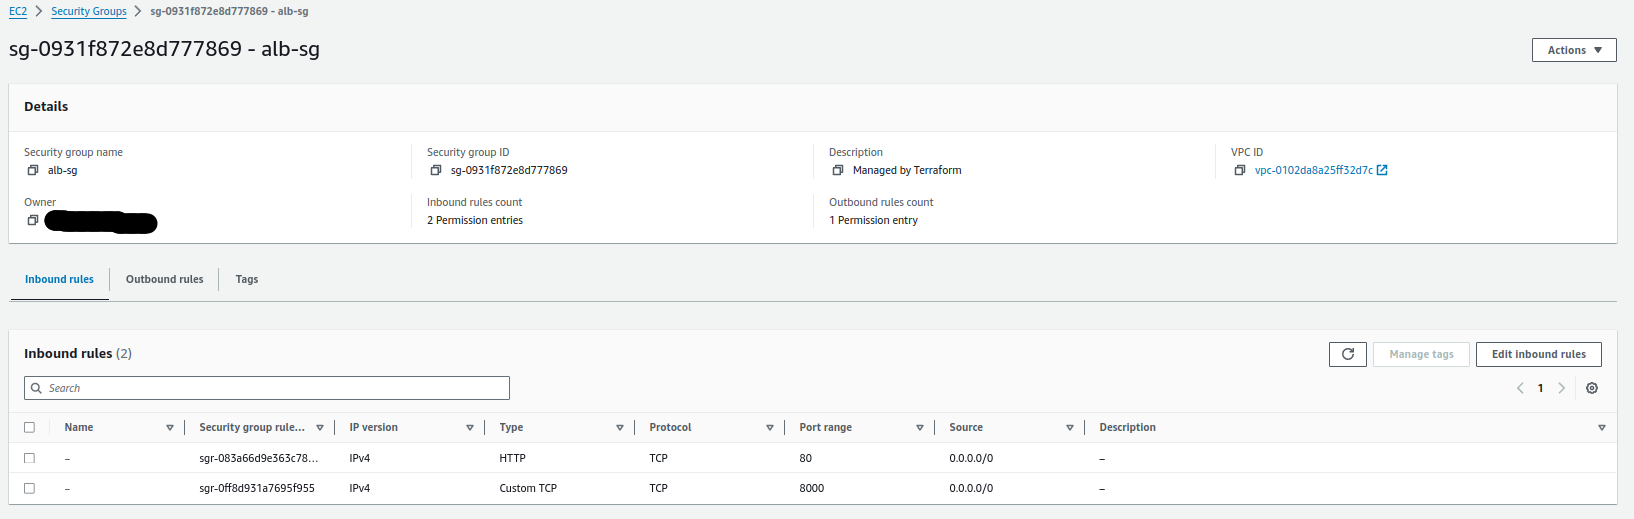 EC2 > Security Groups > sg-0931f872e8d777869 - alb-sg
sg-0931f872e8d777869 - alb-sg
Actions
Details
Security group name
alb-sg
Security group ID
sg-0931f872e8d777869
Description
Managed by Terraform
VPC ID
vpc-0102da8a25ff32d7c
Owner
Inbound rules count
2 Permission entries
Outbound rules count
1 Permission entry
Inbound rules
Outbound rules
Tags
Inbound rules (2)
Manage tags
Edit inbound rules
Search
1
Name Security group rule... IP version Type Protocol Port range Source Description
– sgr-083a66d9e363c78... IPv4 HTTP TCP 80 0.0.0.0/0 –
– sgr-0ff8d931a7695f955 IPv4 Custom TCP TCP 8000 0.0.0.0/0 –